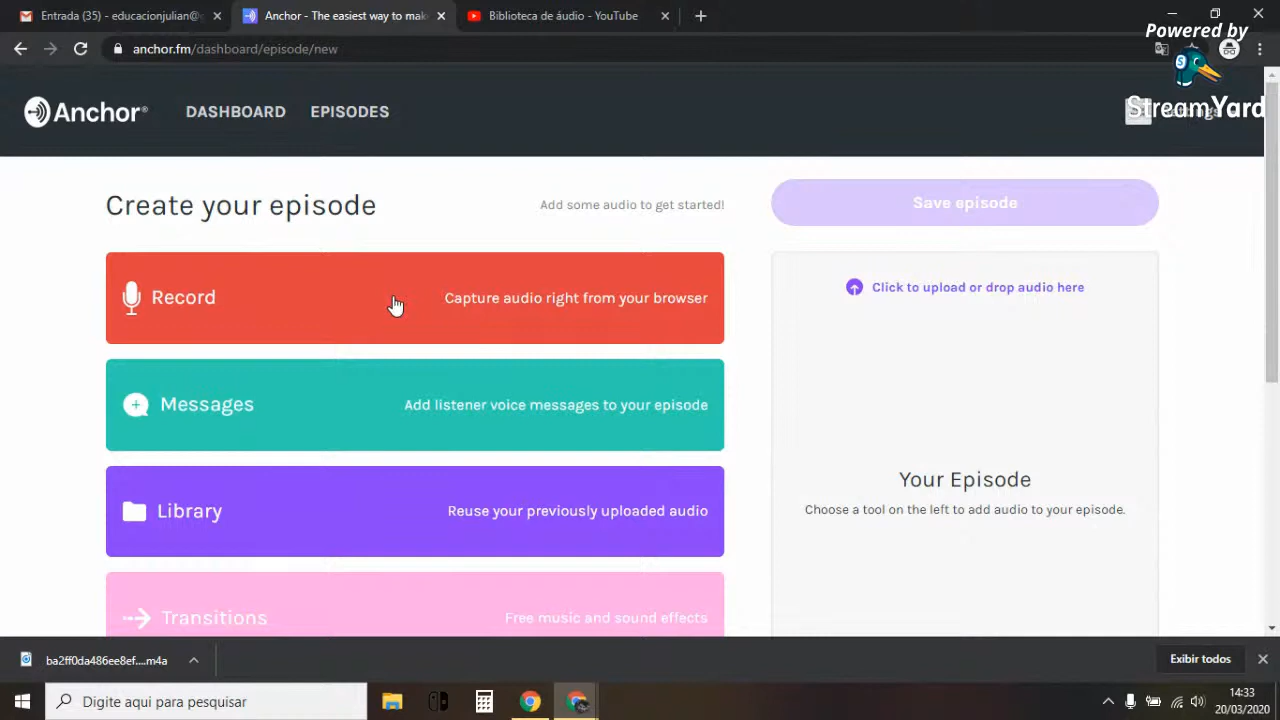 Entrada (35) - educacionjulian@
Anchor - The easiest way to mak
Biblioteca de áudio - YouTube
Powered by
anchor.fm/dashboard/episode/new
StreamYard
Anchor®
DASHBOARD
EPISODES
Create your episode
Add some audio to get started!
Save episode
Record
Capture audio right from your browser
Click to upload or drop audio here
Messages
Add listener voice messages to your episode
Your Episode
Choose a tool on the left to add audio to your episode.
Library
Reuse your previously uploaded audio
Transitions
Free music and sound effects
ba2ff0da486ee8ef....m4a
Exibir todos
Digite aqui para pesquisar
14:33
20/03/2020